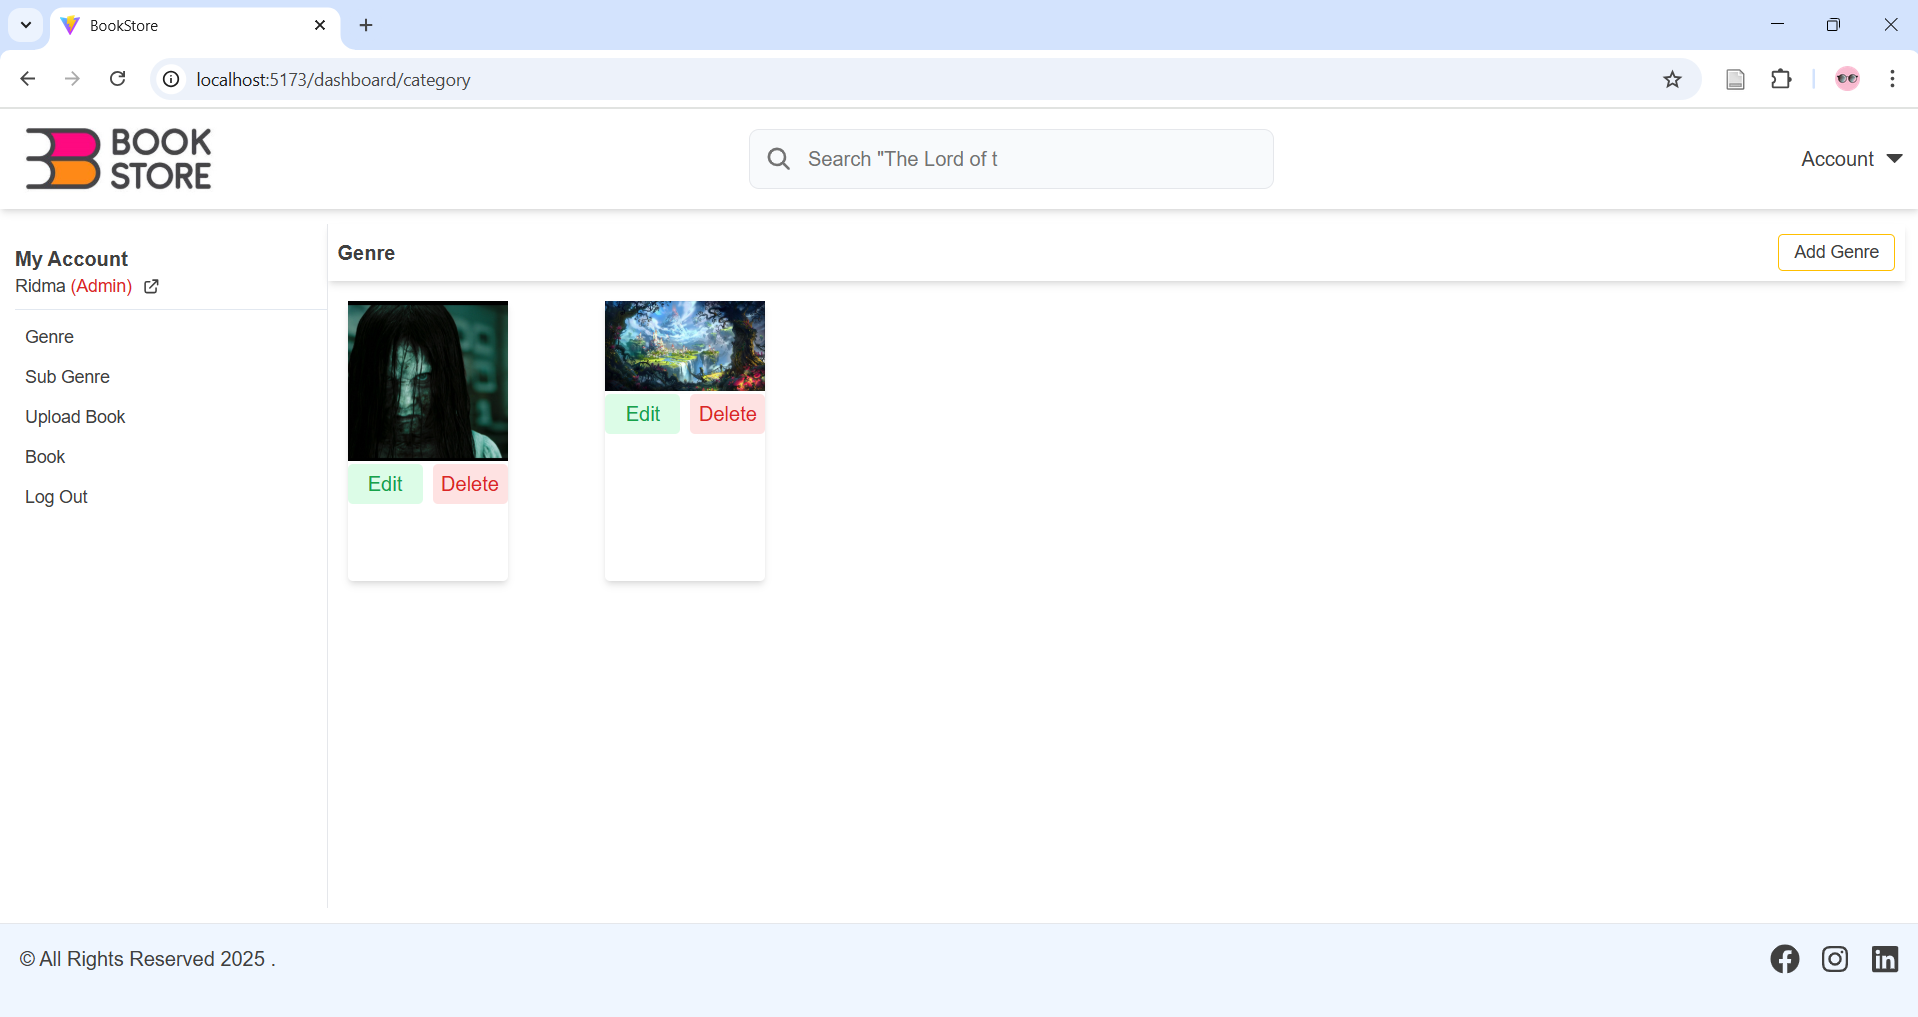 BookStore
localhost:5173/dashboard/category
BOOK
STORE
Search "The Lord of t
Account
My Account
Ridma (Admin)
Genre
Sub Genre
Upload Book
Book
Log Out
Genre
Add Genre
Edit Delete
Edit Delete
© All Rights Reserved 2025 .